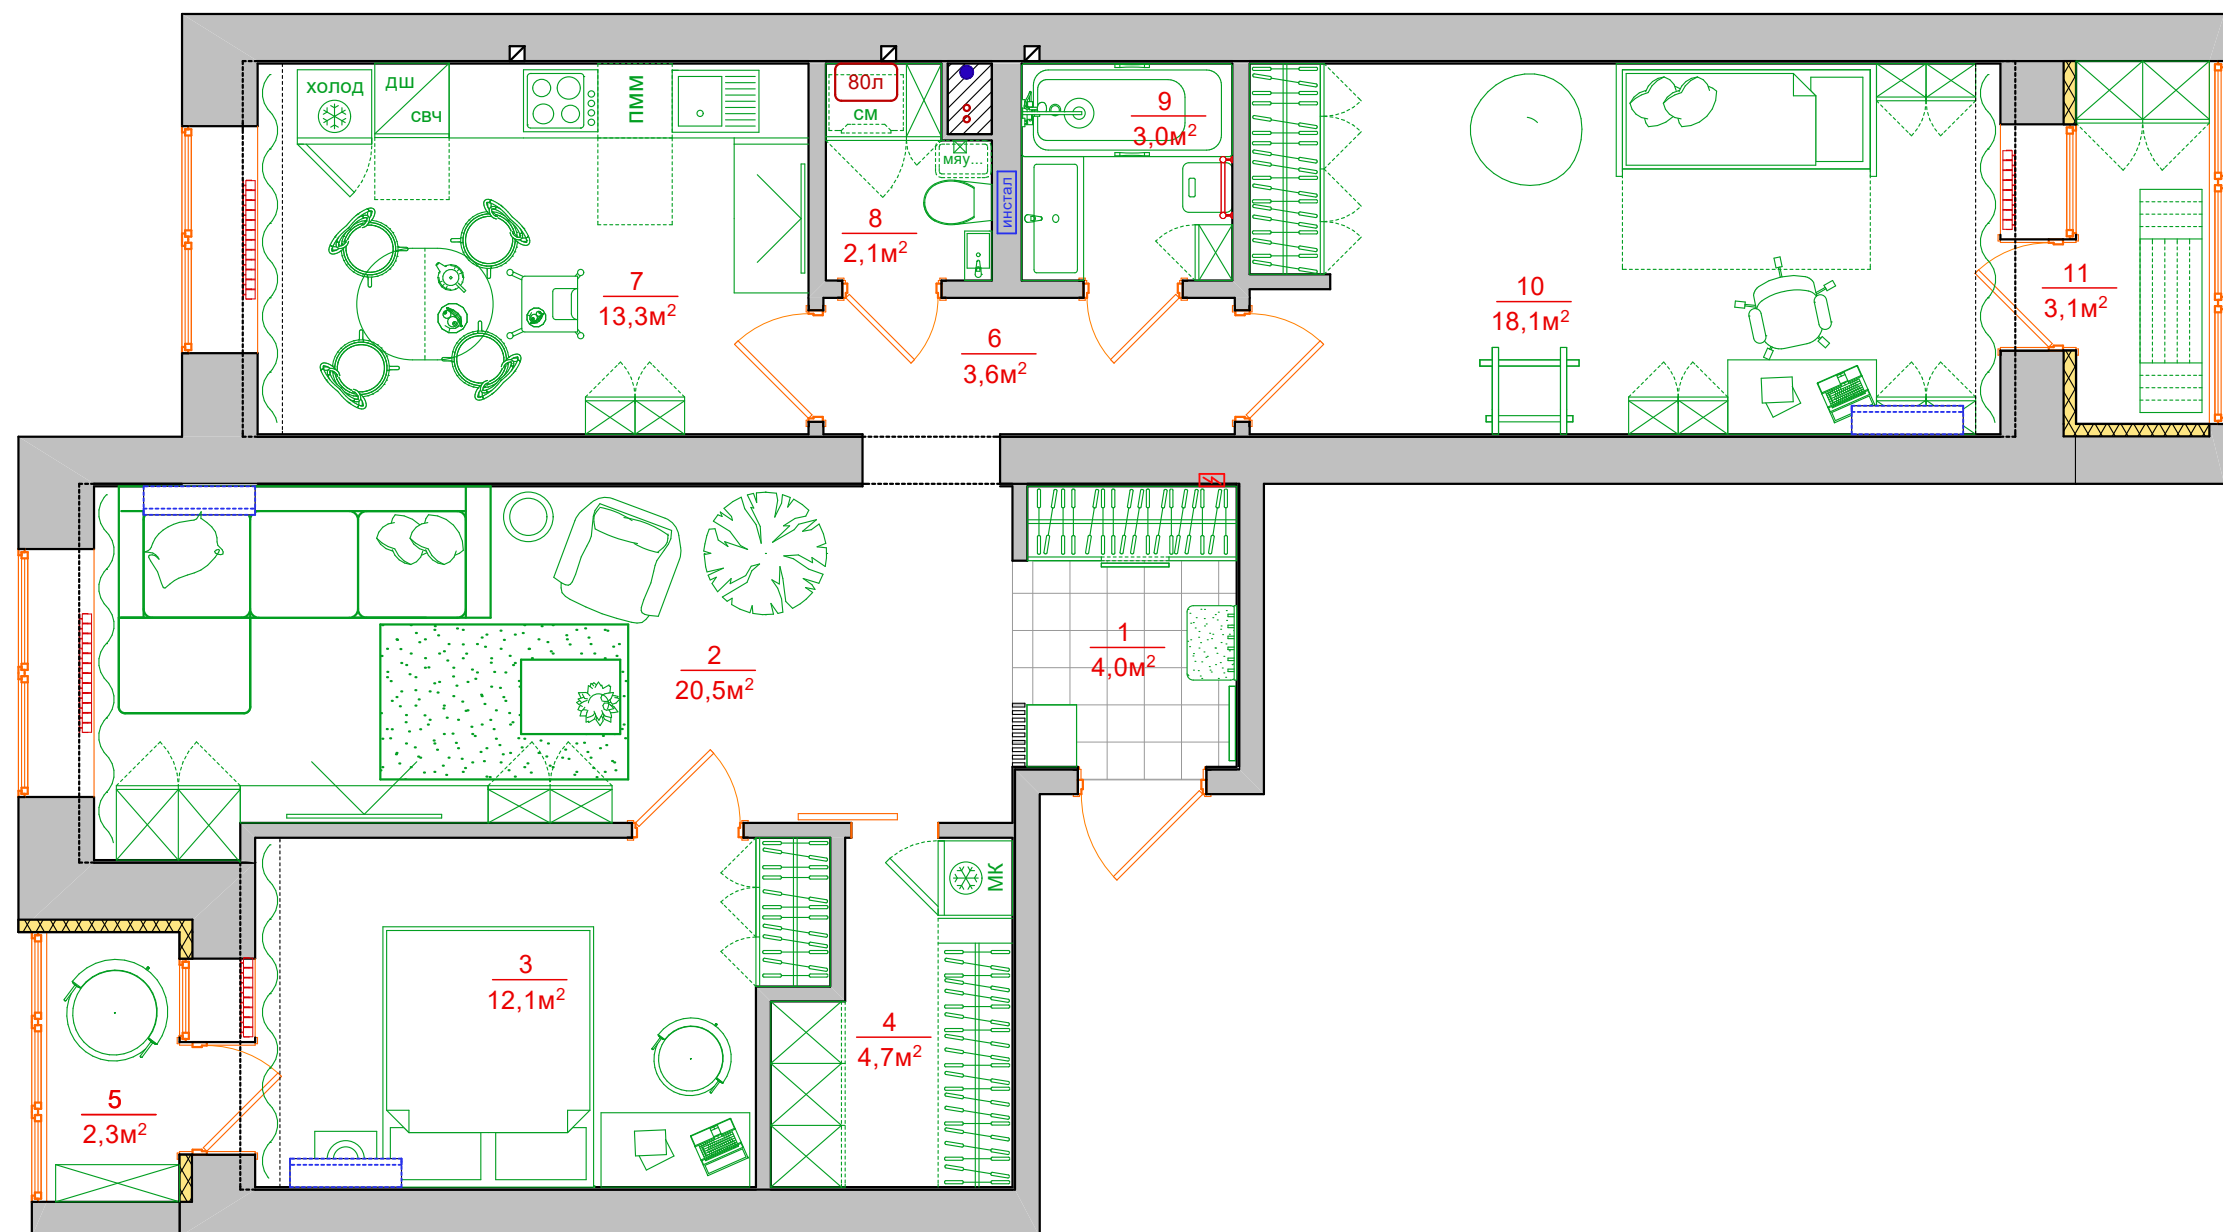 ХОЛОД
ДШ
СВЧ
ПММ
80л
СМ
мяу...
инстал
9
3,0м²
8
2,1м²
7
13,3м²
6
3,6м²
10
18,1м²
11
3,1м²
1
4,0м²
2
20,5м²
МК
3
12,1м²
4
4,7м²
5
2,3м²